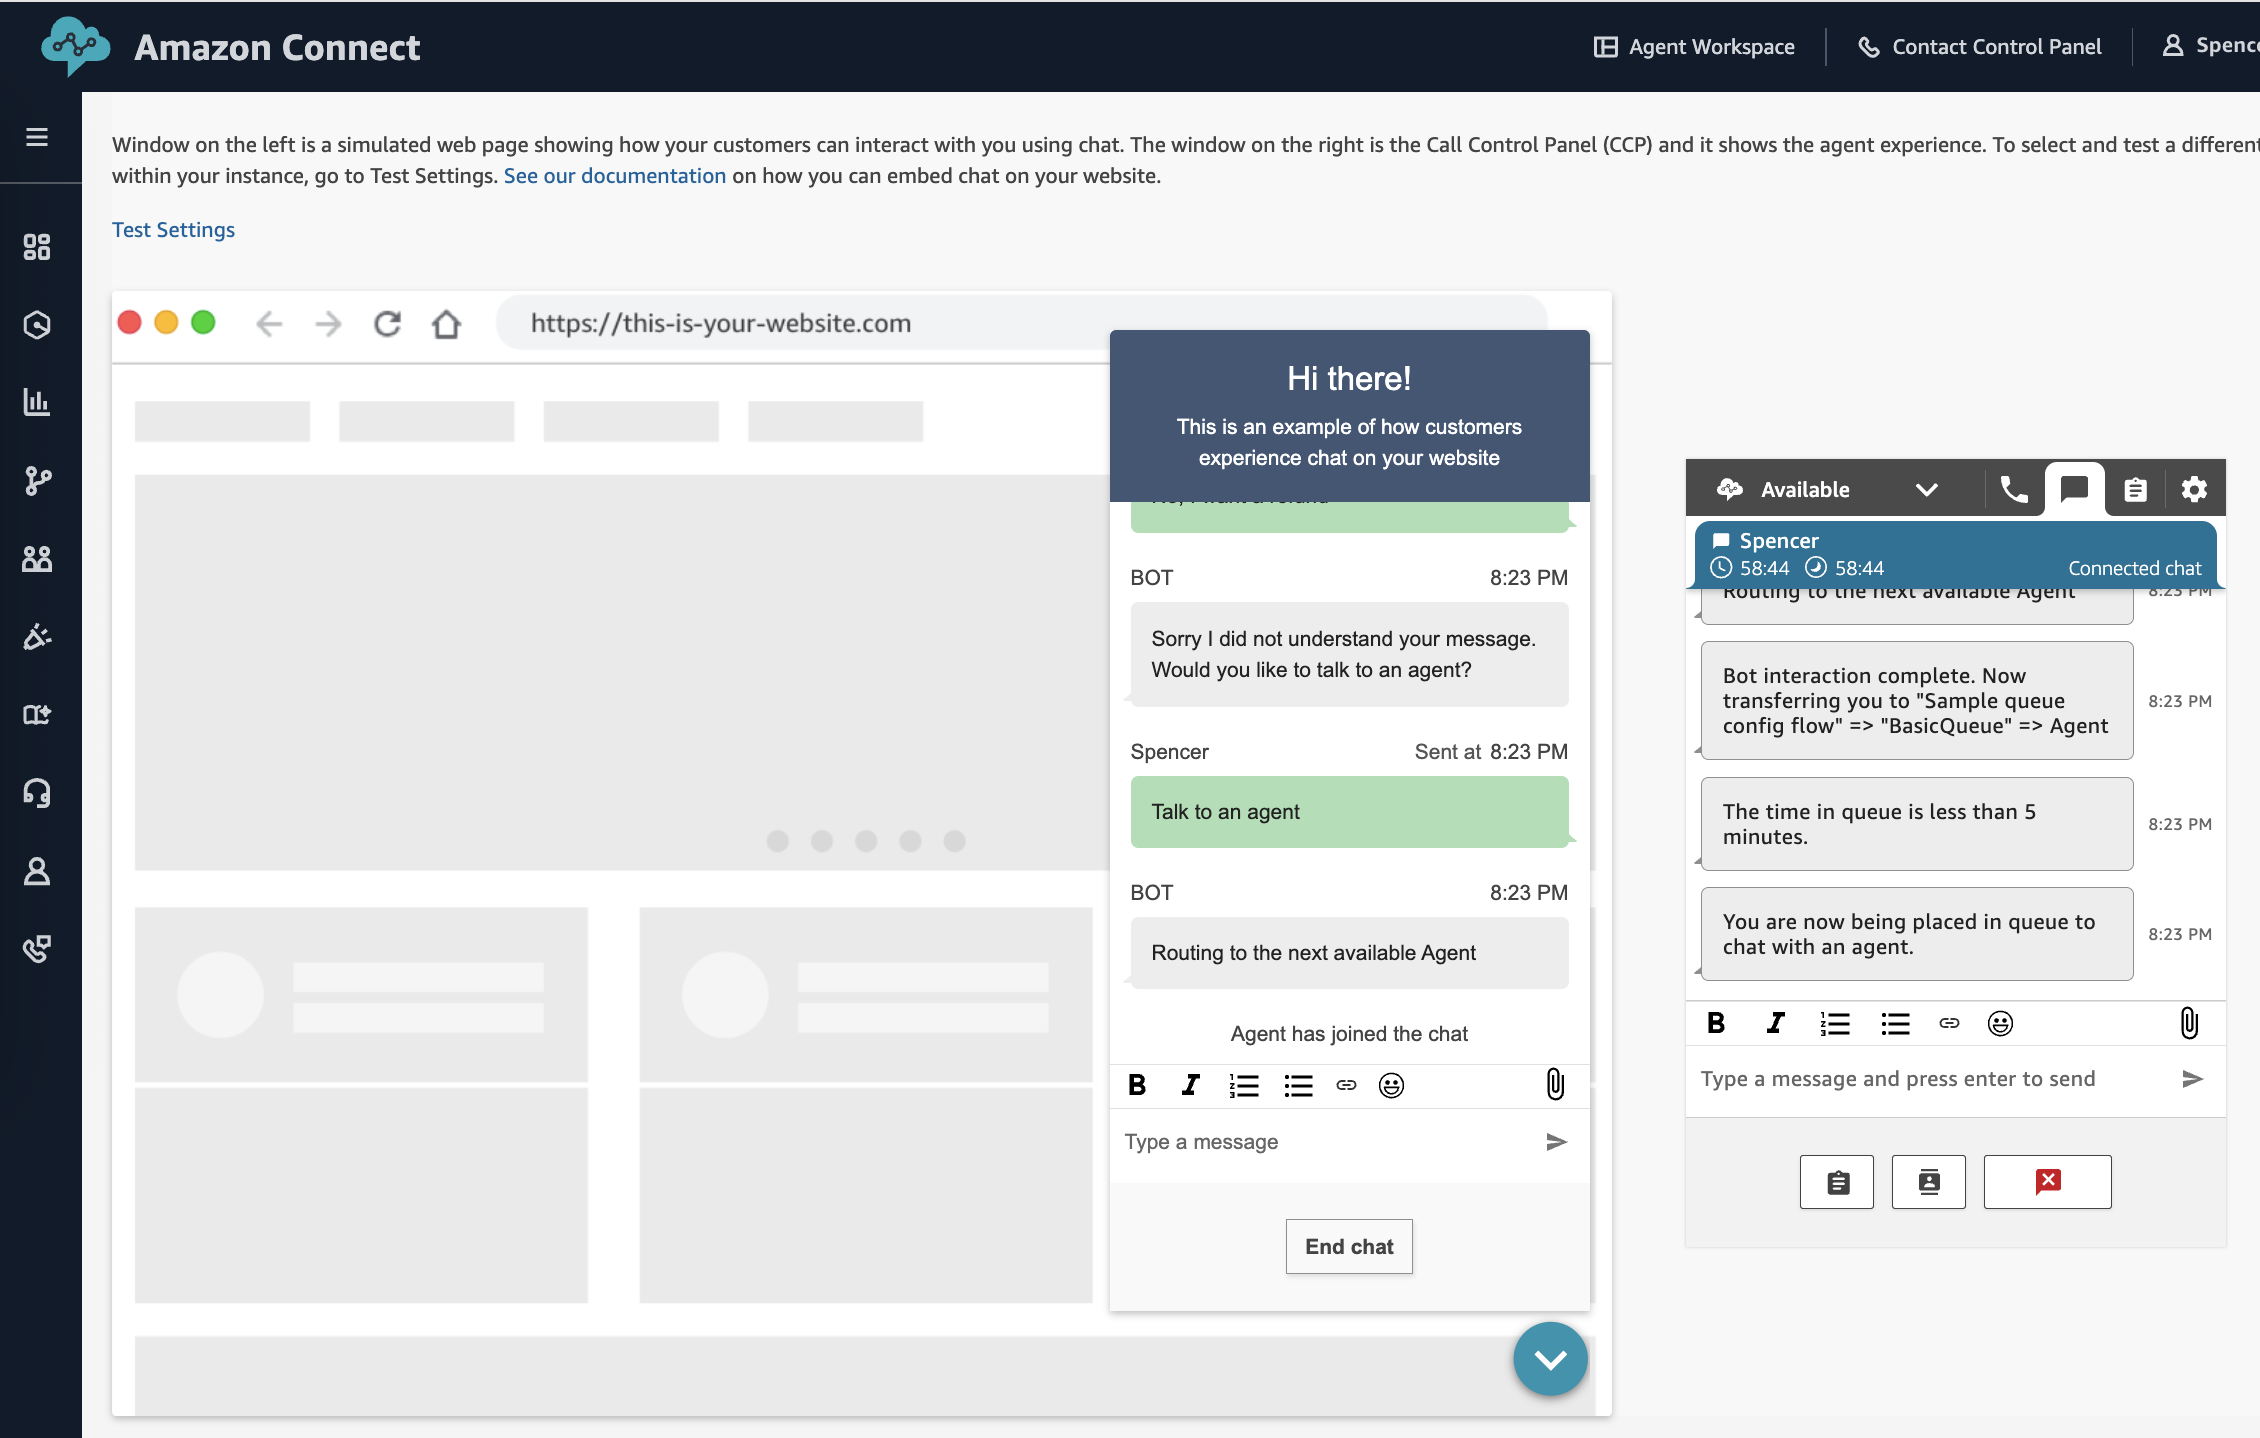 Amazon Connect
Agent Workspace
Contact Control Panel
Window on the left is a simulated web page showing how your customers can interact with you using chat. The window on the right is the Call Control Panel (CCP) and it shows the agent experience. To select and test a different
within your instance, go to Test Settings. See our documentation on how you can embed chat on your website.
Test Settings
https://this-is-your-website.com
Hi there!
This is an example of how customers
experience chat on your website
BOT 8:23 PM
Sorry I did not understand your message.
Would you like to talk to an agent?
Spencer Sent at 8:23 PM
Talk to an agent
BOT 8:23 PM
Routing to the next available Agent
Agent has joined the chat
Type a message
End chat
Available
Spencer
58:44 58:44 Connected chat
Routing to the next available Agent 8:23 PM
Bot interaction complete. Now
transferring you to "Sample queue
config flow" => "BasicQueue" => Agent
8:23 PM
The time in queue is less than 5
minutes.
8:23 PM
You are now being placed in queue to
chat with an agent.
8:23 PM
Type a message and press enter to send